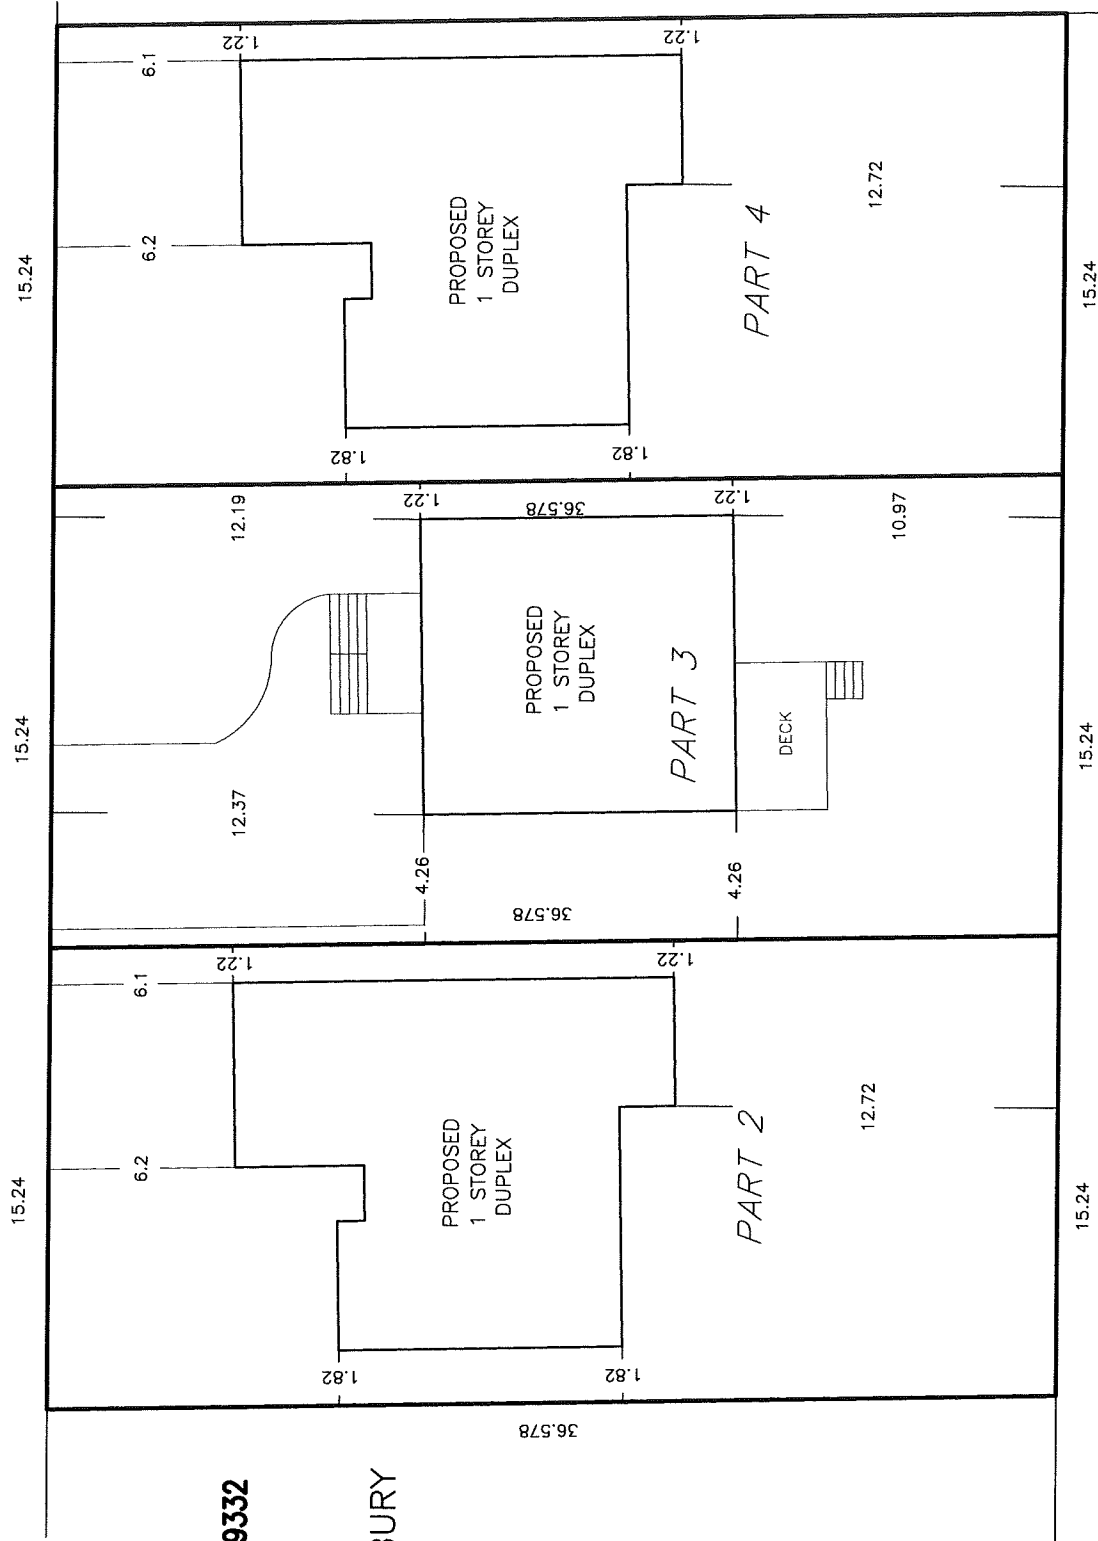 9332
BURY
15.24
6.2
6.1
1.22
1.82
PROPOSED
1 STOREY
DUPLEX
1.82
1.22
PART 2
12.72
15.24
36.578
15.24
12.37
12.19
1.22
4.26
36.578
PROPOSED
1 STOREY
DUPLEX
36.578
PART 3
4.26
1.22
DECK
10.97
15.24
15.24
6.2
6.1
1.22
1.82
PROPOSED
1 STOREY
DUPLEX
1.82
1.22
PART 4
12.72
15.24